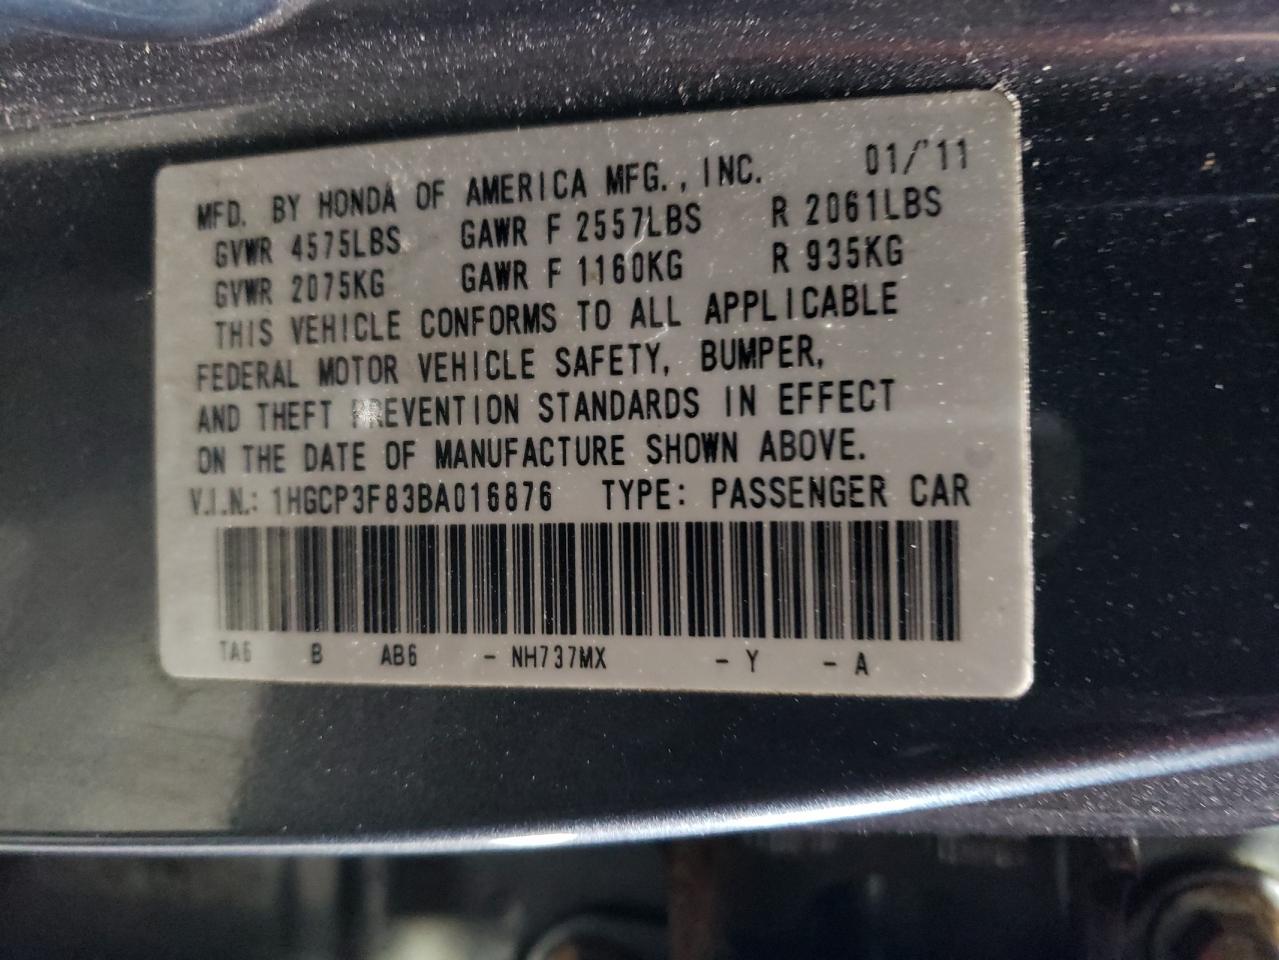 MFD. BY HONDA OF AMERICA MFG., INC. 01/'11
GVWR 4575LBS GAWR F 2557LBS R 2061LBS
GVWR 2075KG GAWR F 1160KG R 935KG
THIS VEHICLE CONFORMS TO ALL APPLICABLE
FEDERAL MOTOR VEHICLE SAFETY, BUMPER,
AND THEFT PREVENTION STANDARDS IN EFFECT
ON THE DATE OF MANUFACTURE SHOWN ABOVE.
V.I.N.: 1HGCP3F83BA016876 TYPE: PASSENGER CAR
TA6 B AB6 - NH737MX - Y - A